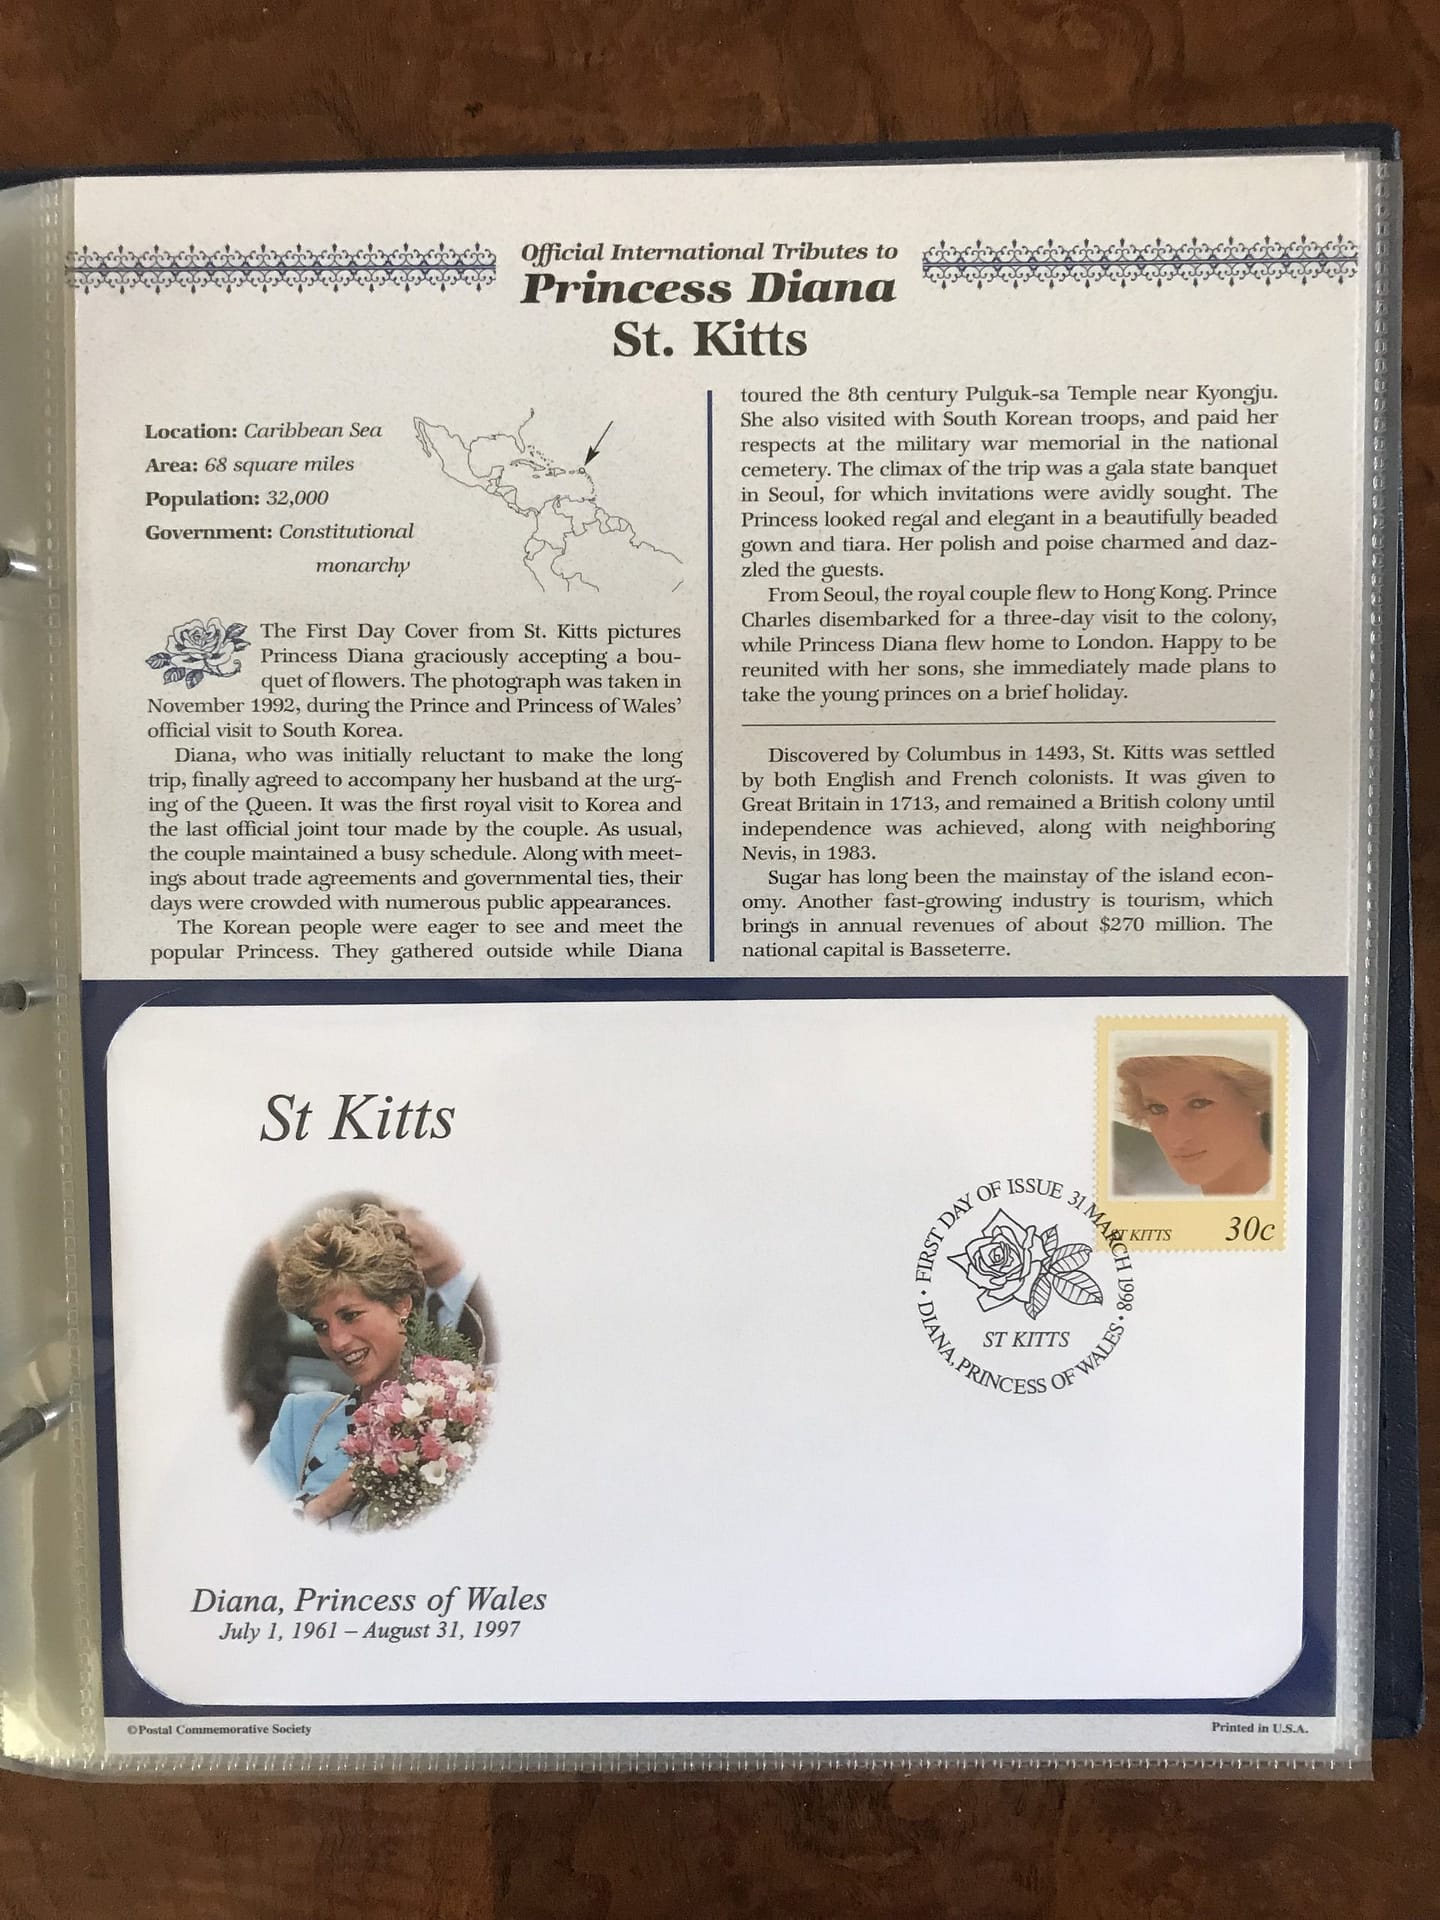 Official International Tributes to
Princess Diana
St. Kitts
Location: Caribbean Sea
Area: 68 square miles
Population: 32,000
Government: Constitutional
monarchy
The First Day Cover from St. Kitts pictures
Princess Diana graciously accepting a bou-
quet of flowers. The photograph was taken in
November 1992, during the Prince and Princess of Wales'
official visit to South Korea.
Diana, who was initially reluctant to make the long
trip, finally agreed to accompany her husband at the urg-
ing of the Queen. It was the first royal visit to Korea and
the last official joint tour made by the couple. As usual,
the couple maintained a busy schedule. Along with meet-
ings about trade agreements and governmental ties, their
days were crowded with numerous public appearances.
The Korean people were eager to see and meet the
popular Princess. They gathered outside while Diana
toured the 8th century Pulguk-sa Temple near Kyongju.
She also visited with South Korean troops, and paid her
respects at the military war memorial in the national
cemetery. The climax of the trip was a gala state banquet
in Seoul, for which invitations were avidly sought. The
Princess looked regal and elegant in a beautifully beaded
gown and tiara. Her polish and poise charmed and daz-
zled the guests.
From Seoul, the royal couple flew to Hong Kong. Prince
Charles disembarked for a three-day visit to the colony,
while Princess Diana flew home to London. Happy to be
reunited with her sons, she immediately made plans to
take the young princes on a brief holiday.
Discovered by Columbus in 1493, St. Kitts was settled
by both English and French colonists. It was given to
Great Britain in 1713, and remained a British colony until
independence was achieved, along with neighboring
Nevis, in 1983.
Sugar has long been the mainstay of the island econ-
omy. Another fast-growing industry is tourism, which
brings in annual revenues of about $270 million. The
national capital is Basseterre.
St Kitts
ST KITTS 30c
FIRST DAY OF ISSUE 31 MARCH 1998
ST KITTS
DIANA, PRINCESS OF WALES
Diana, Princess of Wales
July 1, 1961 – August 31, 1997
©Postal Commemorative Society
Printed in U.S.A.